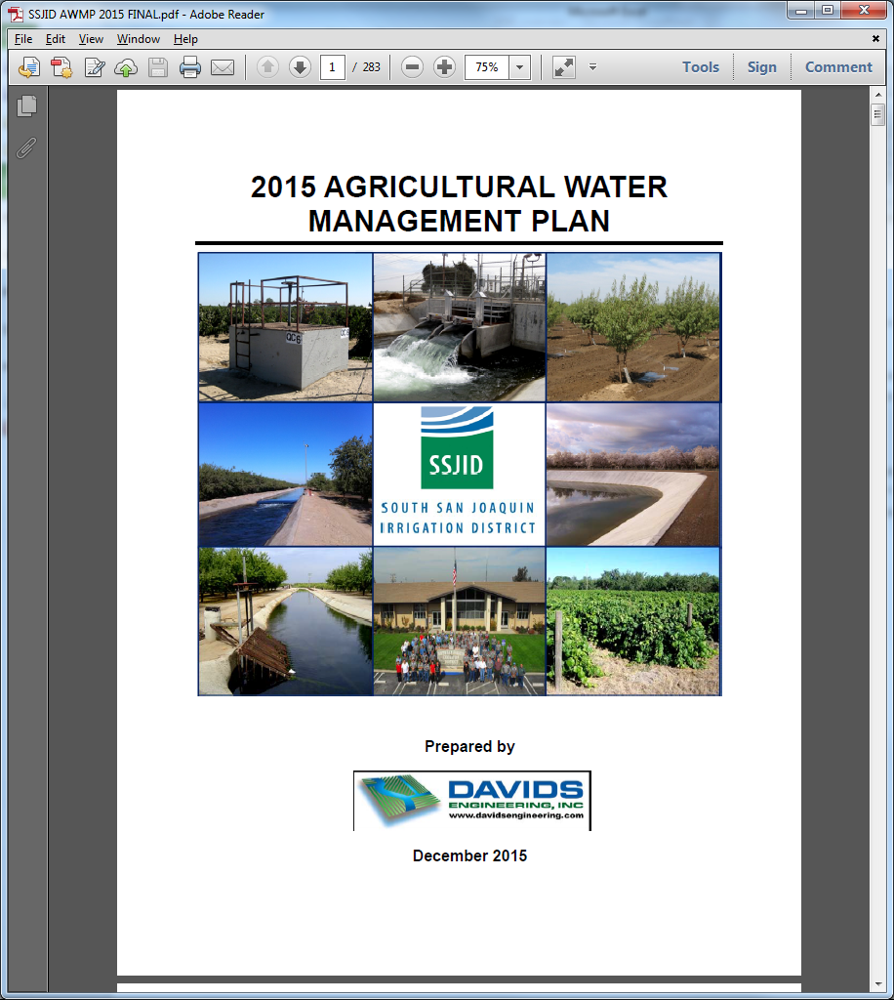 SSJID AWMP 2015 FINAL.pdf - Adobe Reader
File Edit View Window Help
1 / 283 75% Tools Sign Comment
2015 AGRICULTURAL WATER
MANAGEMENT PLAN
QC6
SSJID
SOUTH SAN JOAQUIN
IRRIGATION DISTRICT
Prepared by
DAVIDS
ENGINEERING, INC
www.davidsengineering.com
December 2015